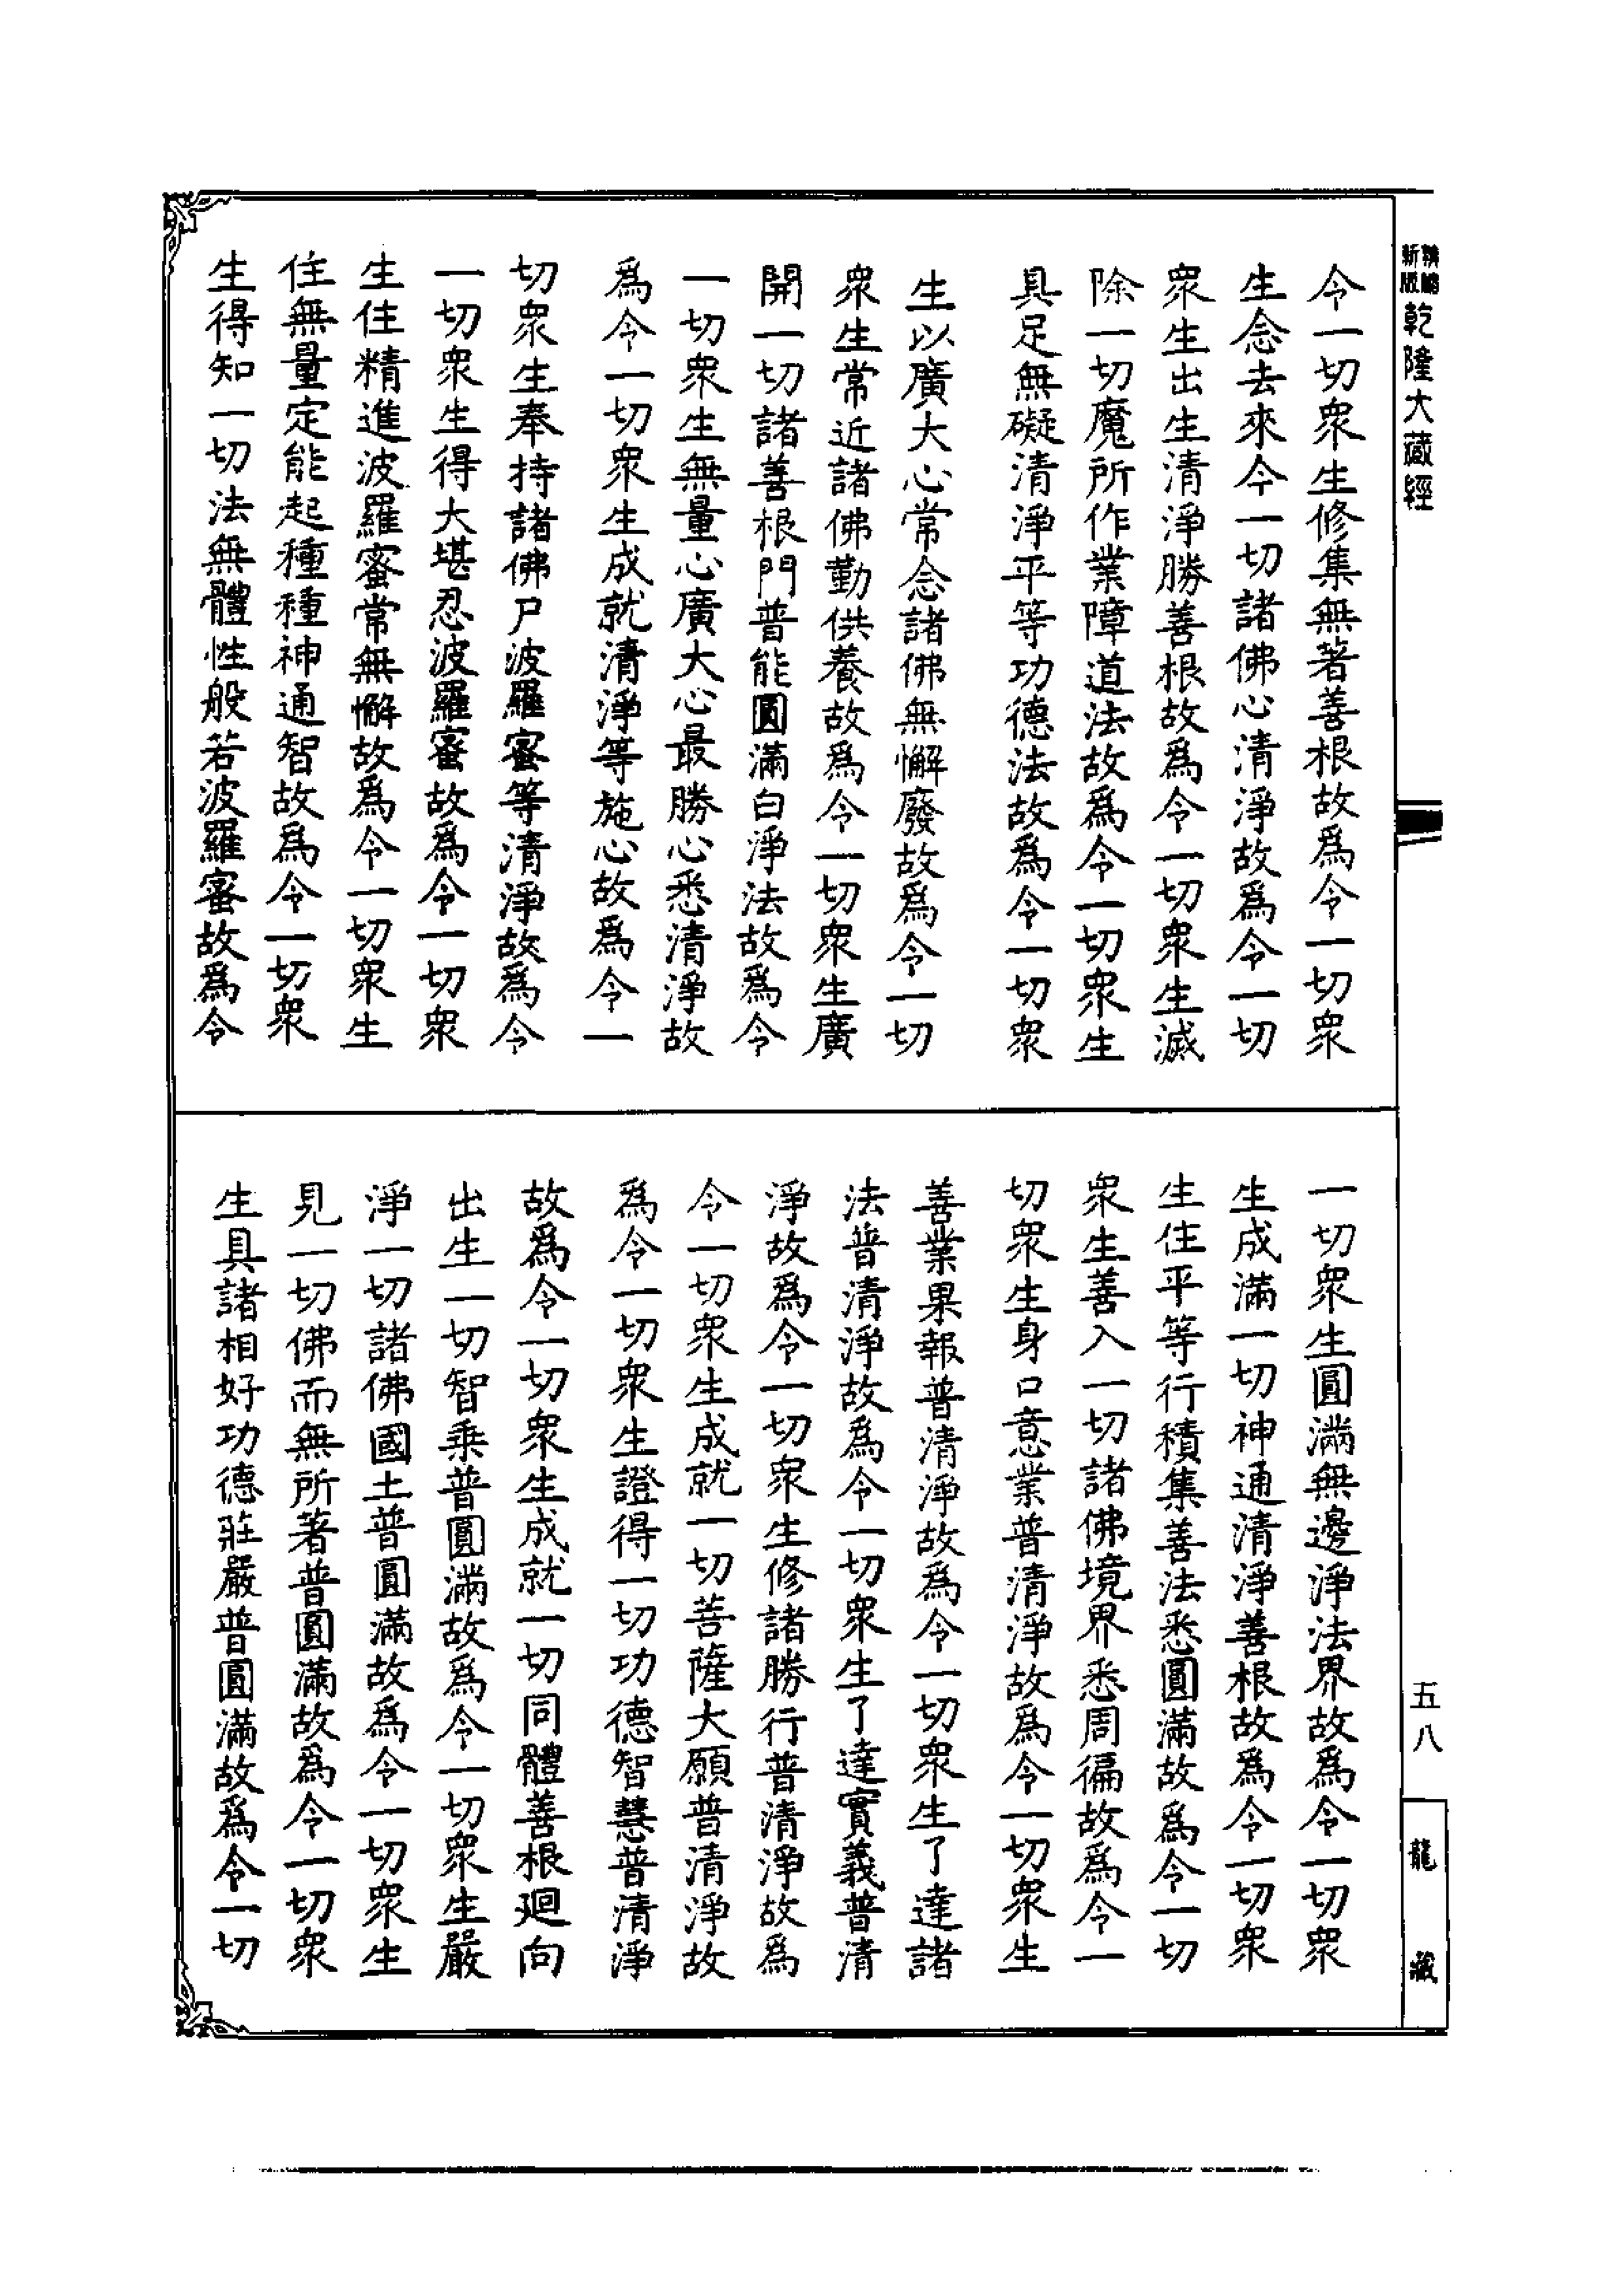 乾隆大藏經
令一切衆生修集無著善根故爲令一切衆
生念去來今一切諸佛心清淨故爲令一切
衆生出生清淨勝善根故爲令一切衆生滅
除一切魔所作業障道法故爲令一切衆生
具足無礙清淨平等功德法故爲令一切衆
生以廣大心常念諸佛無懈廢故爲令一切
衆生常近諸佛勤供養故爲令一切衆生廣
開一切諸善根門普能圓滿白淨法故爲令
一切衆生無量心廣大心最勝心悉清淨故
爲令一切衆生成就清淨等施心故爲令一
切衆生奉持諸佛尸波羅蜜等清淨故爲令
一切衆生得大堪忍波羅蜜故爲令一切衆
生住精進波羅蜜常無懈故爲令一切衆生
住無量定能起種種神通智故爲令一切衆
生得知一切法無體性般若波羅蜜故爲令
一切衆生圓滿無邊淨法界故爲令一切衆
生成滿一切神通清淨善根故爲令一切衆
生住平等行積集善法悉圓滿故爲令一切
衆生善入一切諸佛境界悉周徧故爲令一
切衆生身口意業普清淨故爲令一切衆生
善業果報普清淨故爲令一切衆生了達諸
法普清淨故爲令一切衆生了達實義普清
淨故爲令一切衆生修諸勝行普清淨故爲
令一切衆生成就一切菩薩大願普清淨故
爲令一切衆生證得一切功德智慧普清淨
故爲令一切衆生成就一切同體善根迴向
出生一切智乘普圓滿故爲令一切衆生嚴
淨一切諸佛國土普圓滿故爲令一切衆生
見一切佛而無所著普圓滿故爲令一切衆
生具諸相好功德莊嚴普圓滿故爲令一切
五八
龍藏